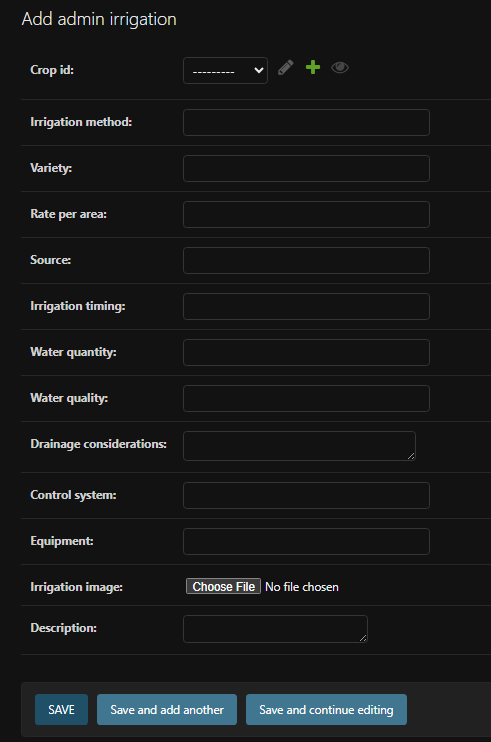 Add admin irrigation
Crop id: ---------
Irrigation method:
Variety:
Rate per area:
Source:
Irrigation timing:
Water quantity:
Water quality:
Drainage considerations:
Control system:
Equipment:
Irrigation image: Choose File No file chosen
Description:
SAVE Save and add another Save and continue editing